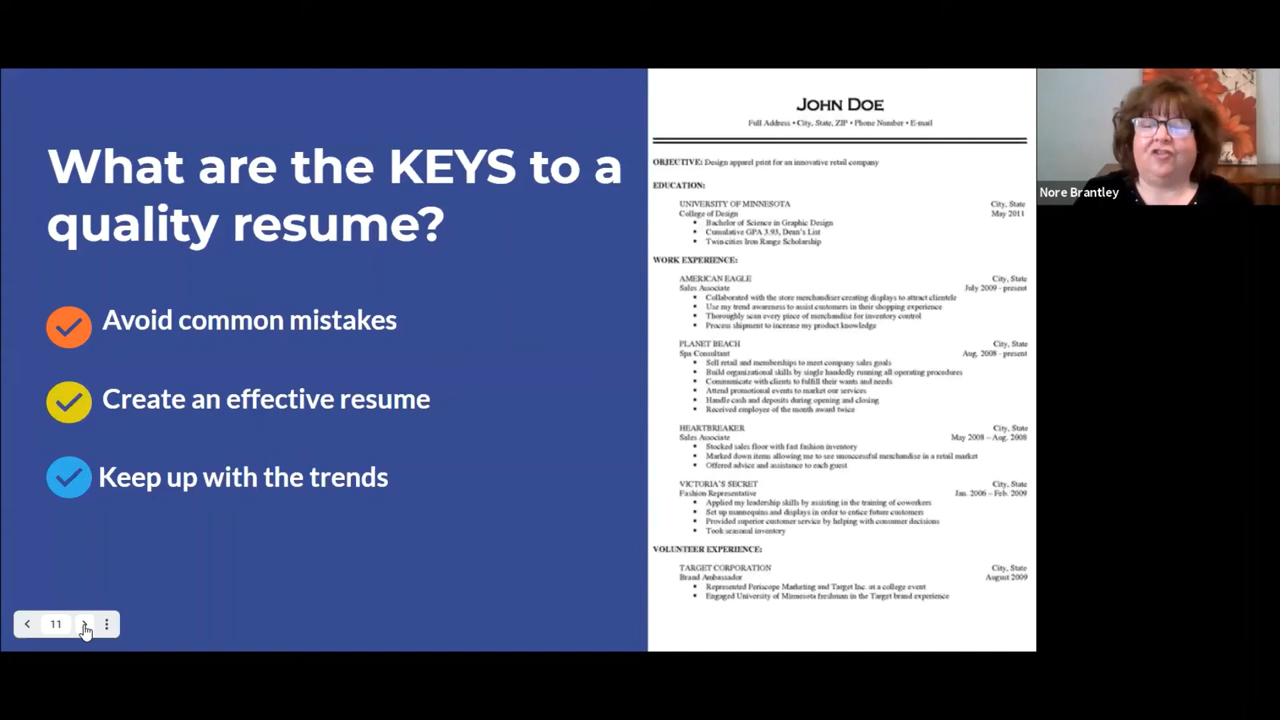 What are the KEYS to a
quality resume?
Avoid common mistakes
Create an effective resume
Keep up with the trends
11
JOHN DOE
Full Address • City, State, ZIP • Phone Number • E-mail
OBJECTIVE: Design apparel print for an innovative retail company
EDUCATION:
UNIVERSITY OF MINNESOTA City, State
College of Design May 2011
Bachelor of Science in Graphic Design
Cumulative GPA 3.93, Dean's List
Twin cities Iron Range Scholarship
WORK EXPERIENCE:
AMERICAN EAGLE City, State
Sales Associate July 2009 - present
Collaborated with the store merchandiser creating displays to attract clientele
Use my trend awareness to assist customers in their shopping experience
Thoroughly scan every piece of merchandise for inventory control
Process shipment to increase my product knowledge
PLANET BEACH City, State
Spa Consultant Aug. 2008 - present
Sell retail and memberships to meet company sales goals
Build organizational skills by single handedly running all operating procedures
Communicate with clients to fulfill their wants and needs
Attend promotional events to market our services
Handle cash and deposits during opening and closing
Received employee of the month award twice
HEARTBREAKER City, State
Sales Associate May 2008 – Aug. 2008
Stocked sales floor with fast fashion inventory
Marked down items allowing me to see unsuccessful merchandise in a retail market
Offered advice and assistance to each guest
VICTORIA'S SECRET City, State
Fashion Representative Jan. 2006 – Feb. 2009
Applied my leadership skills by assisting in the training of coworkers
Set up mannequins and displays in order to entice future customers
Provided superior customer service by helping with consumer decisions
Took seasonal inventory
VOLUNTEER EXPERIENCE:
TARGET CORPORATION City, State
Brand Ambassador August 2009
Represented Periscope Marketing and Target Inc. at a college event
Engaged University of Minnesota freshman in the Target brand experience
Nore Brantley